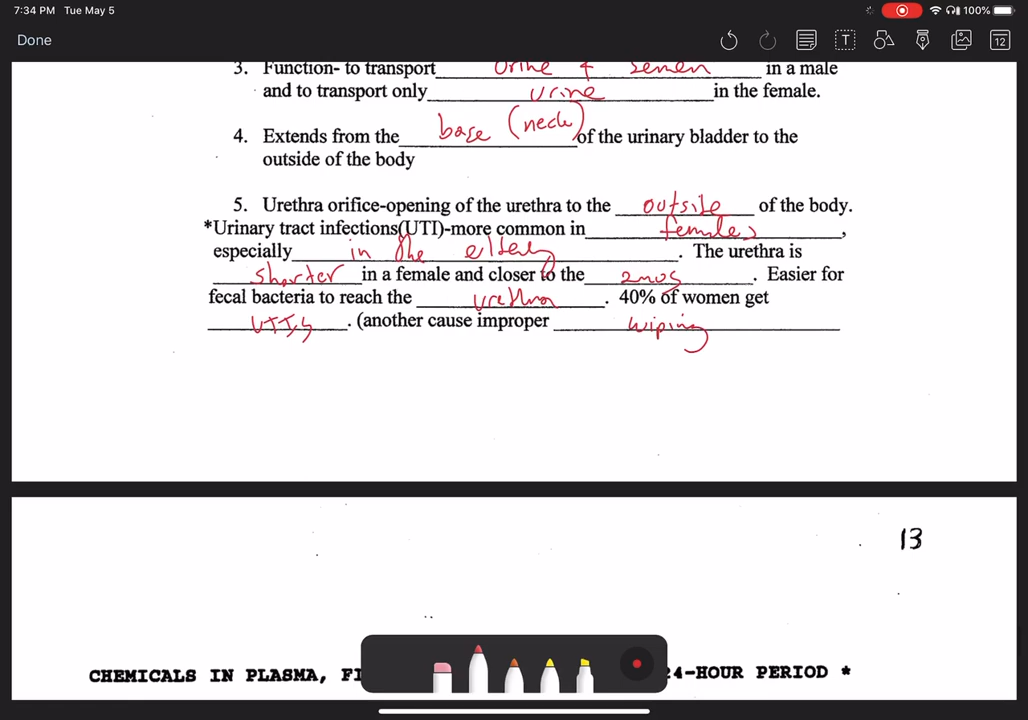 7:34 PM Tue May 5
100%
Done
T
12
3. Function- to transport urine & semen in a male
and to transport only urine in the female.
4. Extends from the base (neck) of the urinary bladder to the
outside of the body
5. Urethra orifice-opening of the urethra to the outside of the body.
*Urinary tract infections(UTI)-more common in females,
especially in the eldery. The urethra is
shorter in a female and closer to the anus. Easier for
fecal bacteria to reach the urethra. 40% of women get
UTIs. (another cause improper wiping
13
CHEMICALS IN PLASMA, FI 24-HOUR PERIOD *